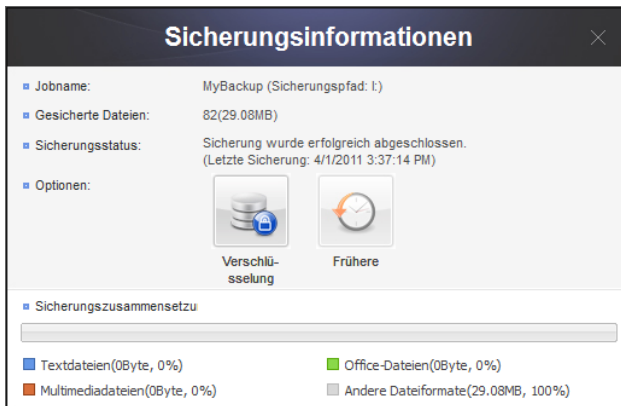 Sicherungsinformationen
Jobname: MyBackup (Sicherungspfad: I:)
Gesicherte Dateien: 82(29.08MB)
Sicherungsstatus: Sicherung wurde erfolgreich abgeschlossen.
(Letzte Sicherung: 4/1/2011 3:37:14 PM)
Optionen:
Verschlü-
sselung
Frühere
Sicherungszusammensetzu
Textdateien(0Byte, 0%) Office-Dateien(0Byte, 0%)
Multimediadateien(0Byte, 0%) Andere Dateiformate(29.08MB, 100%)